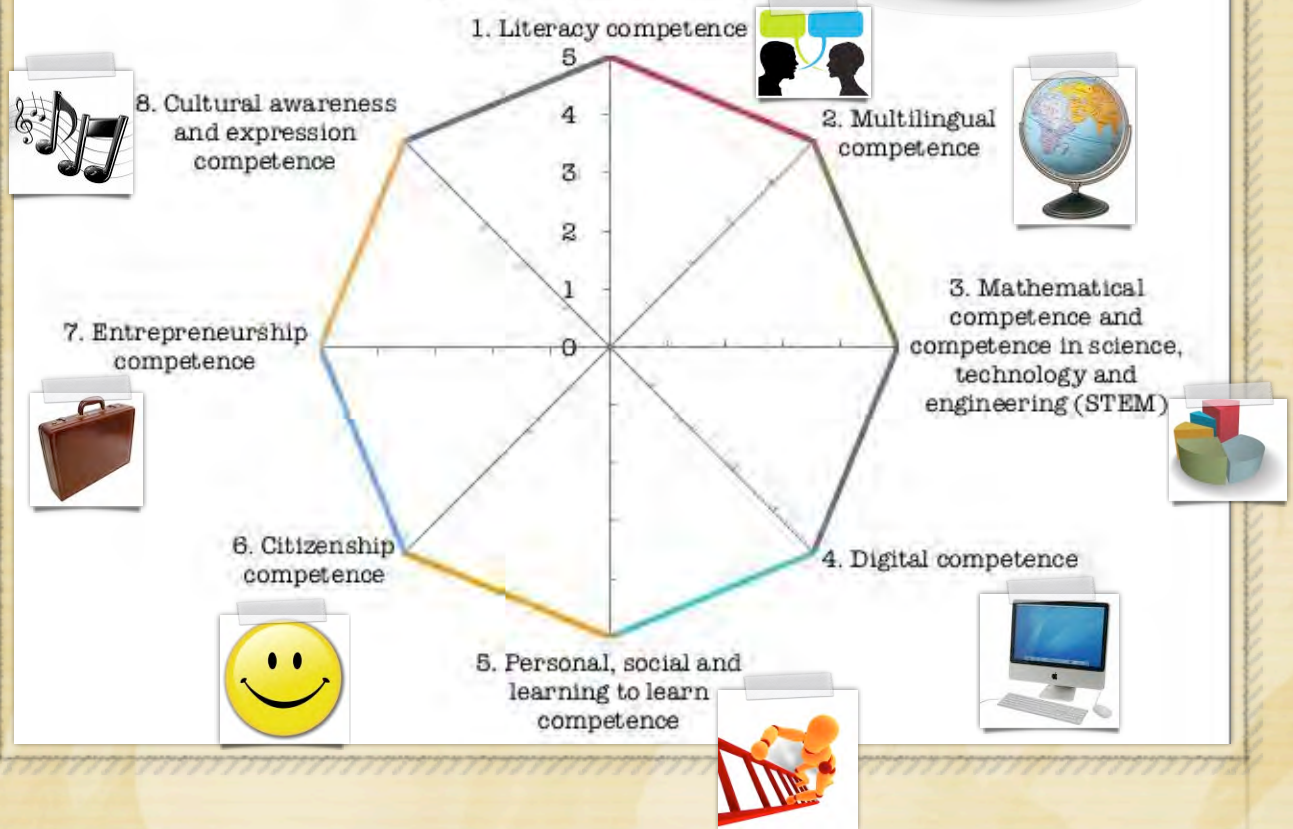 1. Literacy competence
5
4
3
2
1
0
2. Multilingual
competence
3. Mathematical
competence and
competence in science,
technology and
engineering (STEM)
4. Digital competence
5. Personal, social and
learning to learn
competence
6. Citizenship
competence
7. Entrepreneurship
competence
8. Cultural awareness
and expression
competence